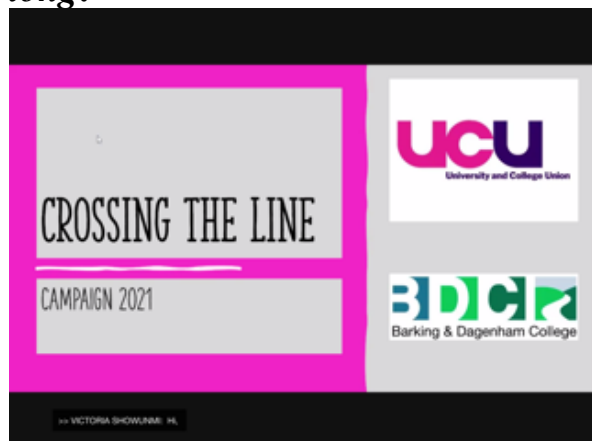 CROSSING THE LINE
CAMPAIGN 2021
UCU
University and College Union
BDC
Barking & Dagenham College
>> VICTORIA SHOWUNMI: HI,